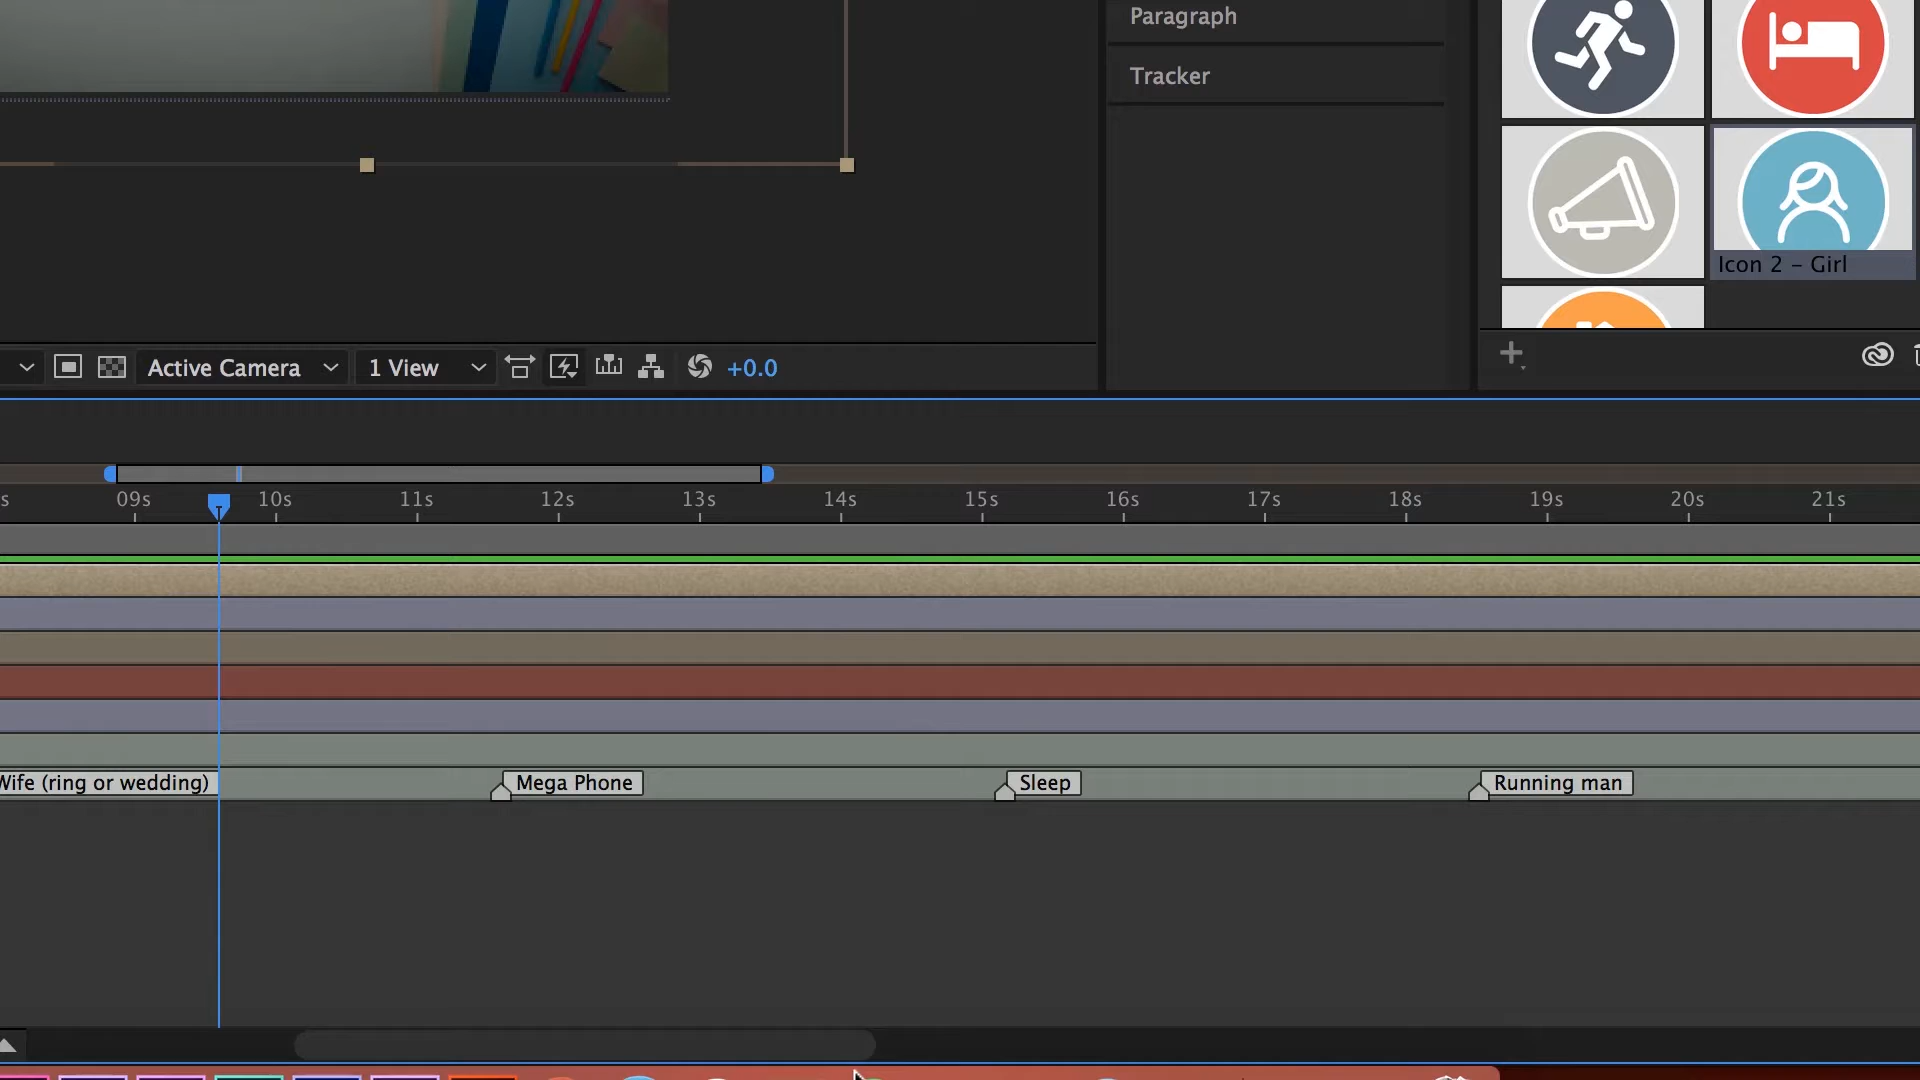 Paragraph
Tracker
Icon 2 – Girl
Active Camera
1 View
+0.0
s 09s 10s 11s 12s 13s 14s 15s 16s 17s 18s 19s 20s 21s
Wife (ring or wedding) Mega Phone Sleep Running man